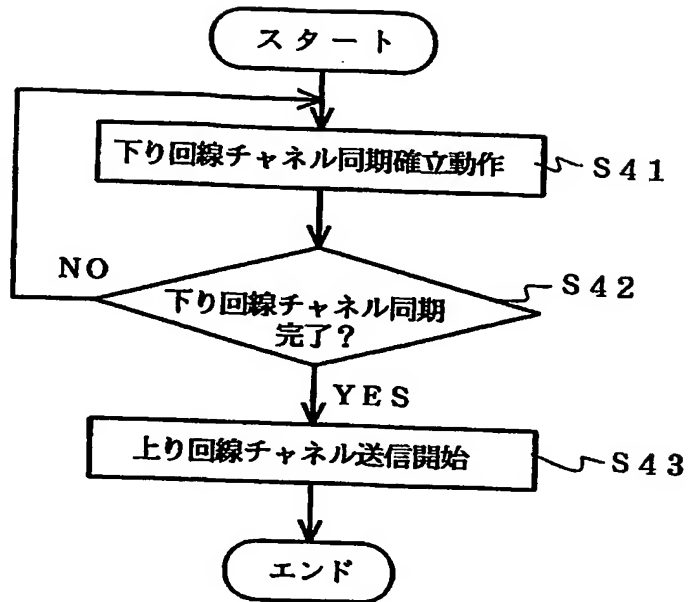 スタート
下り回線チャネル同期確立動作
S41
NO
S42
下り回線チャネル同期
完了？
YES
上り回線チャネル送信開始
S43
エンド